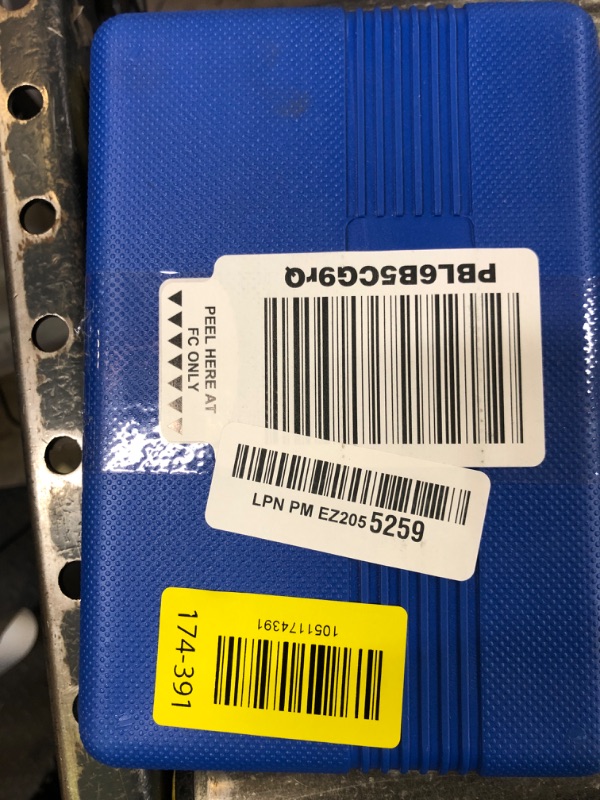 PBL6B5CG9rQ
PEEL HERE AT
FC ONLY
LPN PM EZ205 5259
1051174391
174-391